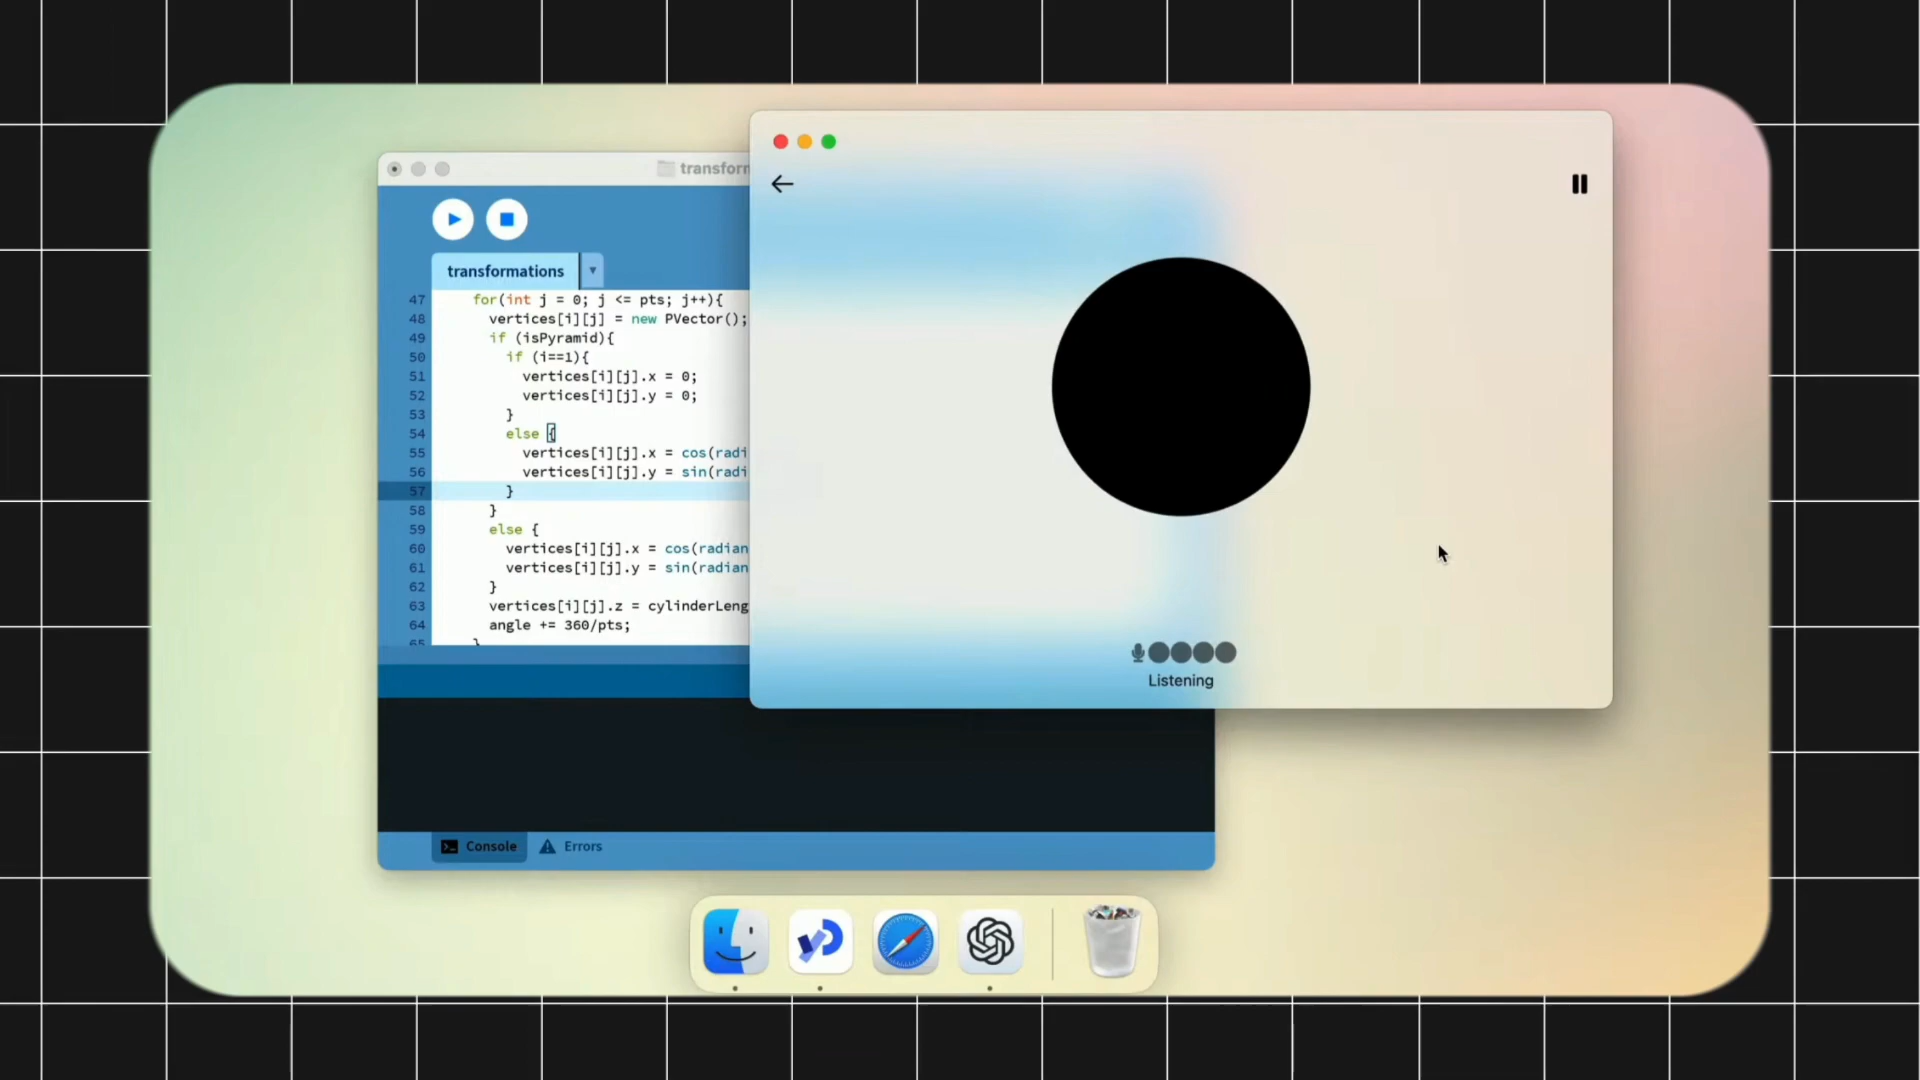 transform
transformations
47 for(int j = 0; j <= pts; j++){
48 vertices[i][j] = new PVector();
49 if (isPyramid){
50 if (i==1){
51 vertices[i][j].x = 0;
52 vertices[i][j].y = 0;
53 }
54 else {
55 vertices[i][j].x = cos(radi
56 vertices[i][j].y = sin(radi
57 }
58 }
59 else {
60 vertices[i][j].x = cos(radian
61 vertices[i][j].y = sin(radian
62 }
63 vertices[i][j].z = cylinderLeng
64 angle += 360/pts;
65 }
Listening
Console Errors